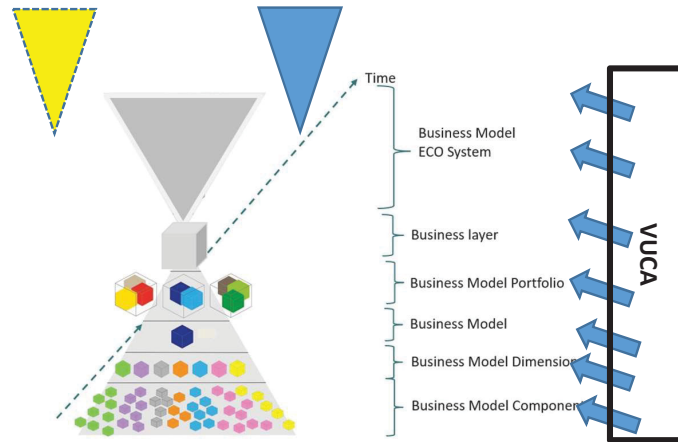 Time
Business Model
ECO System
Business layer
Business Model Portfolio
Business Model
Business Model Dimension
Business Model Component
VUCA